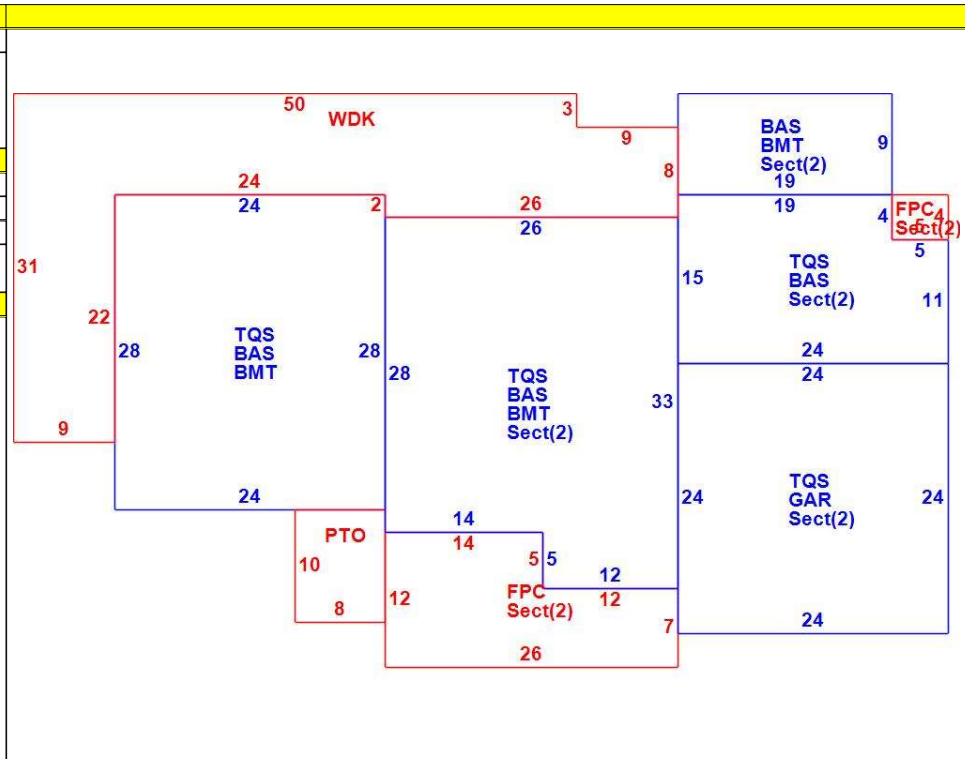 50
WDK
3
9
BAS
BMT
Sect(2)
9
8
19
24
24
2
26
26
19
4
FPC
4
Sect(2)
5
5
31
22
28
TQS
BAS
BMT
28
28
TQS
BAS
BMT
Sect(2)
15
33
TQS
BAS
Sect(2)
11
24
24
24
TQS
GAR
Sect(2)
24
9
24
PTO
10
8
14
14
5
5
12
12
FPC
Sect(2)
12
7
24
26